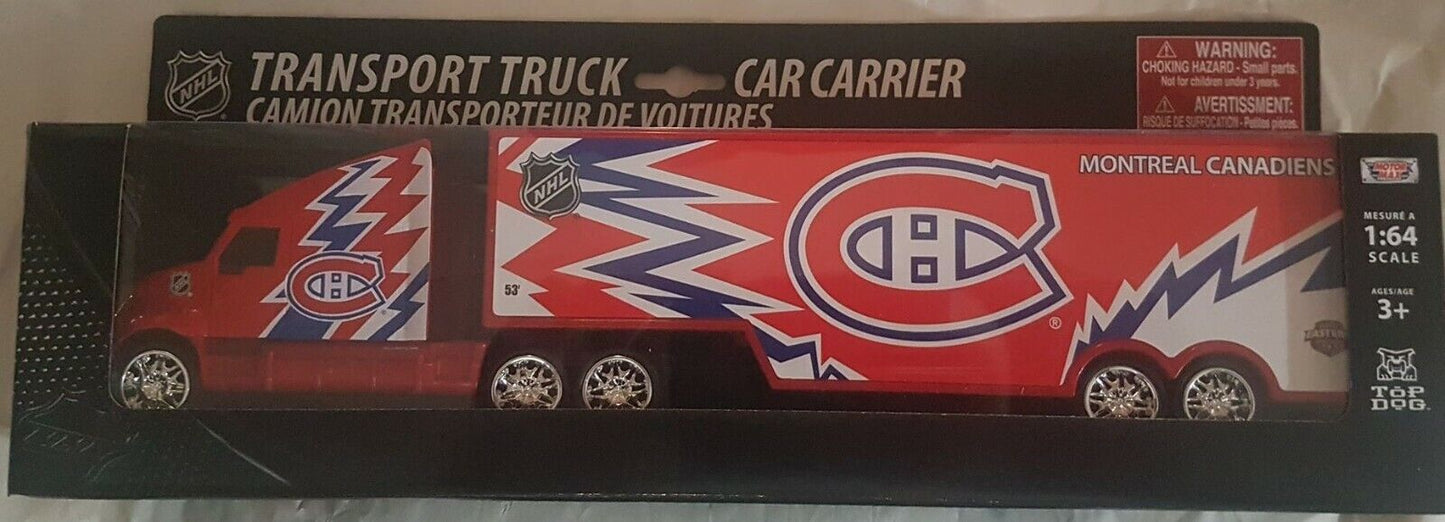 NHL
TRANSPORT TRUCK CAR CARRIER
CAMION TRANSPORTEUR DE VOITURES
WARNING:
CHOKING HAZARD - Small parts.
Not for children under 3 years.
AVERTISSEMENT:
RISQUE DE SUFFOCATION - Petites pièces.
NHL
MONTREAL CANADIENS
53'
®
MOTOR
MAX
MESURÉ A
1:64
SCALE
AGES/AGE
3+
TOP
DOG